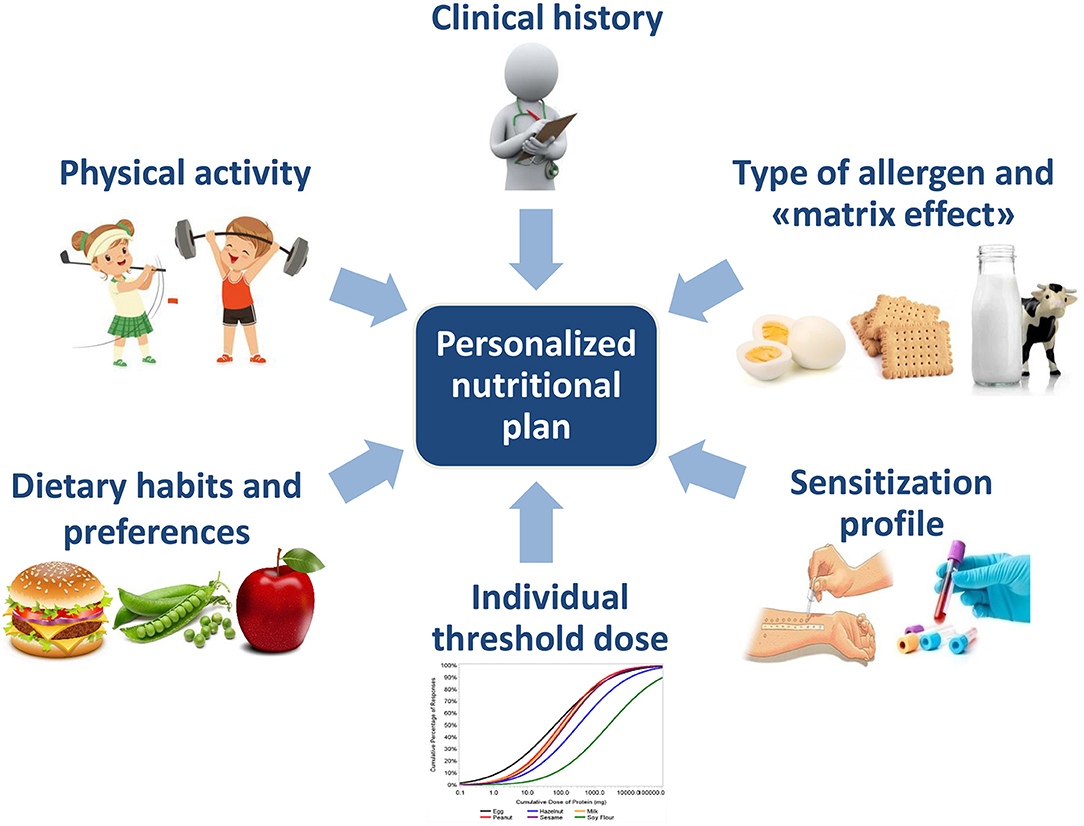 Clinical history
Physical activity
Type of allergen and
«matrix effect»
Personalized
nutritional
plan
Dietary habits and
preferences
Sensitization
profile
Individual
threshold dose
Cumulative Percentage of Responses
100%
90%
80%
70%
60%
50%
40%
30%
20%
10%
0%
0.1 1.0 10.0 100.0 1000.0 10000.0 100000.0
Cumulative Dose of Protein (mg)
Egg Hazelnut Milk
Peanut Sesame Soy Flour